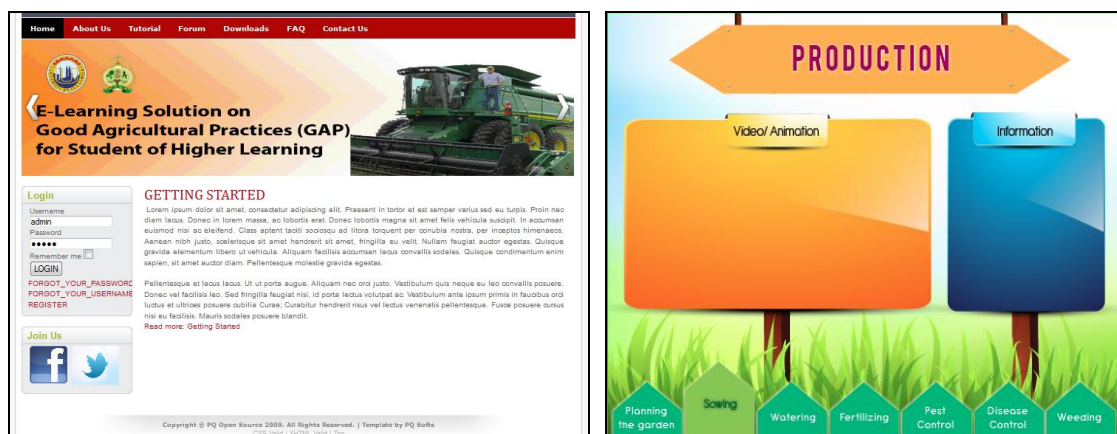 Home About Us Tutorial Forum Downloads FAQ Contact Us
E-Learning Solution on
Good Agricultural Practices (GAP)
for Student of Higher Learning
Login
Username
admin
Password
Remember me
LOGIN
FORGOT_YOUR_PASSWORD
FORGOT_YOUR_USERNAME
REGISTER
Join Us
GETTING STARTED
Lorem ipsum dolor sit amet, consectetur adipiscing elit. Praesent in tortor et est semper varius sed eu turpis. Proin nec
diam lacus. Donec in lorem massa, ac lobortis erat. Donec lobortis magna sit amet felis vehicula suscipit. In accumsan
euismod nisi ac eleifend. Class aptent taciti sociosqu ad litora torquent per conubia nostra, per inceptos himenaeos.
Aenean nibh justo, scelerisque sit amet hendrerit sit amet, fringilla eu velit. Nullam feugiat auctor egestas. Quisque
gravida elementum libero ut vehicula. Aliquam facilisis accumsan lacus convallis sodales. Quisque condimentum enim
sapien, sit amet auctor diam. Pellentesque molestie gravida egestas.
Pellentesque et lacus lacus. Ut ut porta augue. Aliquam nec orci justo. Vestibulum quis neque eu leo convallis posuere.
Donec vel facilisis leo. Sed fringilla feugiat nisi, id porta lectus volutpat ac. Vestibulum ante ipsum primis in faucibus orci
luctus et ultrices posuere cubilia Curae; Curabitur hendrerit risus vel lectus venenatis pellentesque. Fusce posuere cursus
nisi eu facilisis. Mauris sodales posuere blandit.
Read more: Getting Started
Copyright © PQ Open Source 2009. All Rights Reserved. | Template by PQ Softs
CSS Valid | XHTML Valid | Top
PRODUCTION
Video/ Animation
Information
Planning
the garden
Sowing
Watering
Fertilizing
Pest
Control
Disease
Control
Weeding